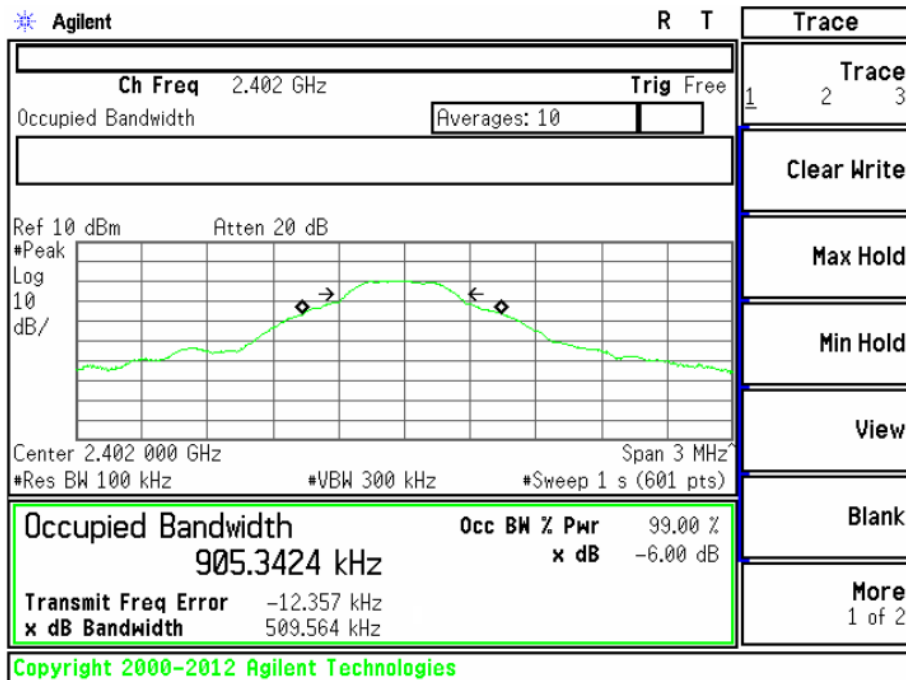 Agilent R T
Trace
Ch Freq 2.402 GHz Trig Free
Occupied Bandwidth Averages: 10
Ref 10 dBm Atten 20 dB
#Peak
Log
10
dB/
Center 2.402 000 GHz Span 3 MHz^
#Res BW 100 kHz #VBW 300 kHz #Sweep 1 s (601 pts)
Occupied Bandwidth Occ BW % Pwr 99.00 %
905.3424 kHz x dB -6.00 dB
Transmit Freq Error -12.357 kHz
x dB Bandwidth 509.564 kHz
Trace
1 2 3
Clear Write
Max Hold
Min Hold
View
Blank
More
1 of 2
Copyright 2000-2012 Agilent Technologies